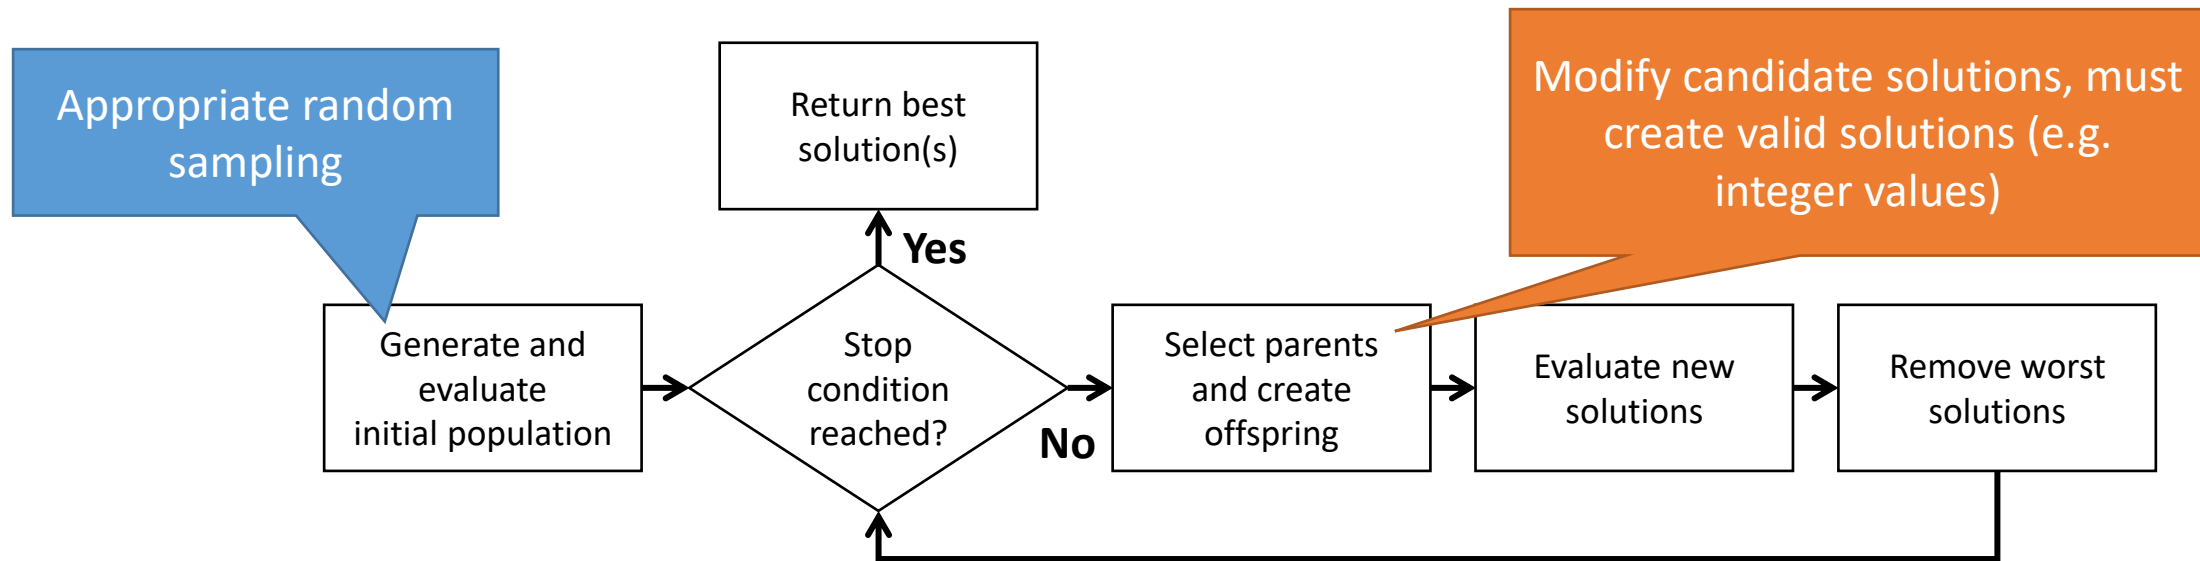 Appropriate random
sampling
Return best
solution(s)
Modify candidate solutions, must
create valid solutions (e.g.
integer values)
Yes
Generate and
evaluate
initial population
Stop
condition
reached?
No
Select parents
and create
offspring
Evaluate new
solutions
Remove worst
solutions